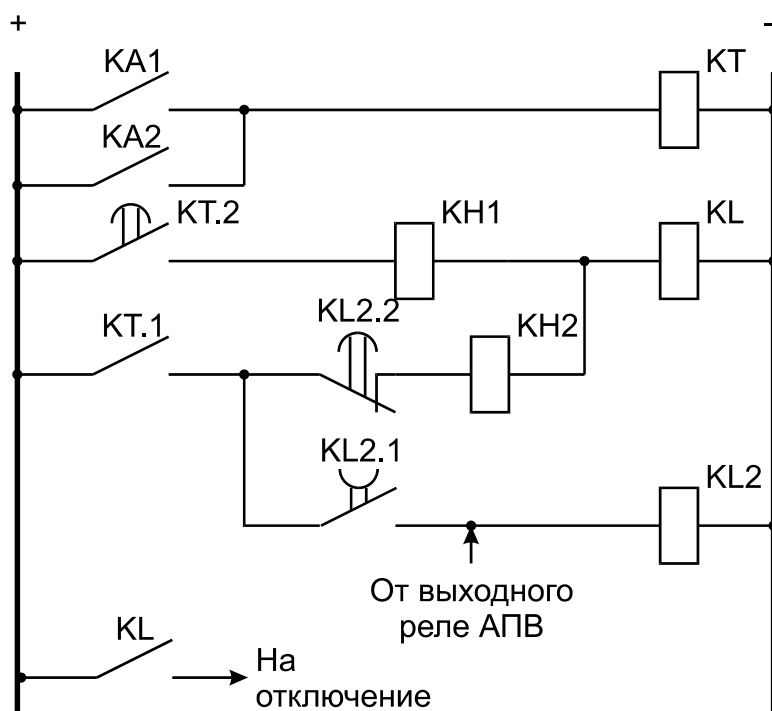 + -
KA1 KT
KA2
KT.2 KH1 KL
KL2.2
KT.1 KH2
KL2.1
KL2
От выходного
реле АПВ
KL
На
отключение